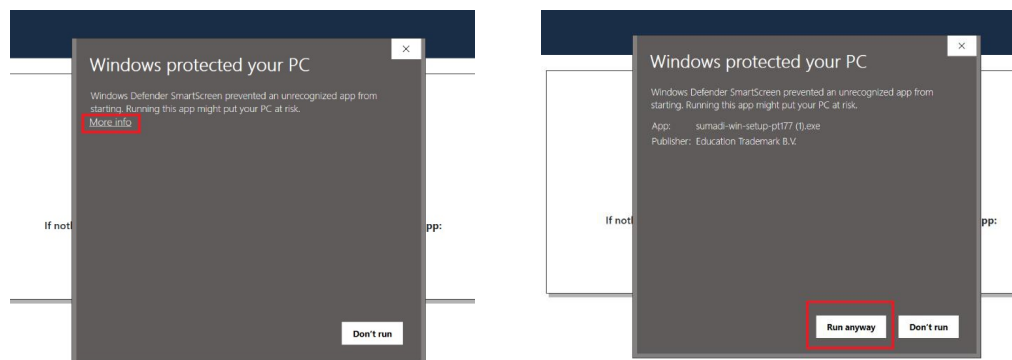 Windows protected your PC
Windows Defender SmartScreen prevented an unrecognized app from
starting. Running this app might put your PC at risk.
More info
If notl
pp:
Don't run
Windows protected your PC
Windows Defender SmartScreen prevented an unrecognized app from
starting. Running this app might put your PC at risk.
App: sumadi-win-setup-pt177 (1).exe
Publisher: Education Trademark B.V.
If notl
pp:
Run anyway Don't run